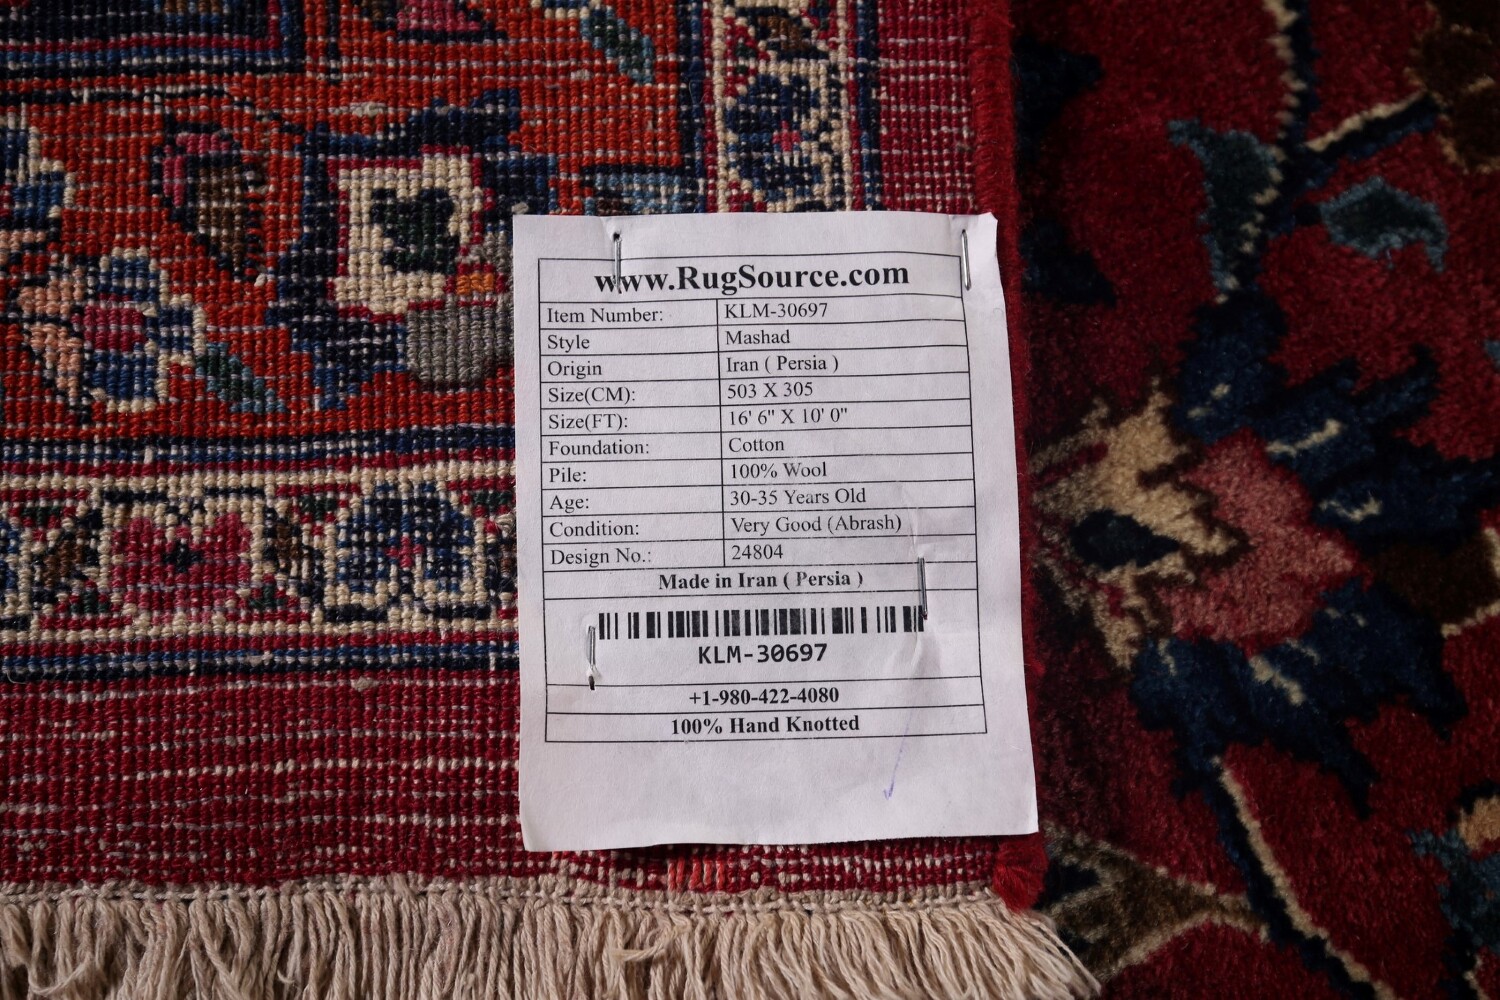 www.RugSource.com
Item Number: KLM-30697
Style Mashad
Origin Iran ( Persia )
Size(CM): 503 X 305
Size(FT): 16' 6" X 10' 0"
Foundation: Cotton
Pile: 100% Wool
Age: 30-35 Years Old
Condition: Very Good (Abrash)
Design No.: 24804
Made in Iran ( Persia )
KLM-30697
+1-980-422-4080
100% Hand Knotted